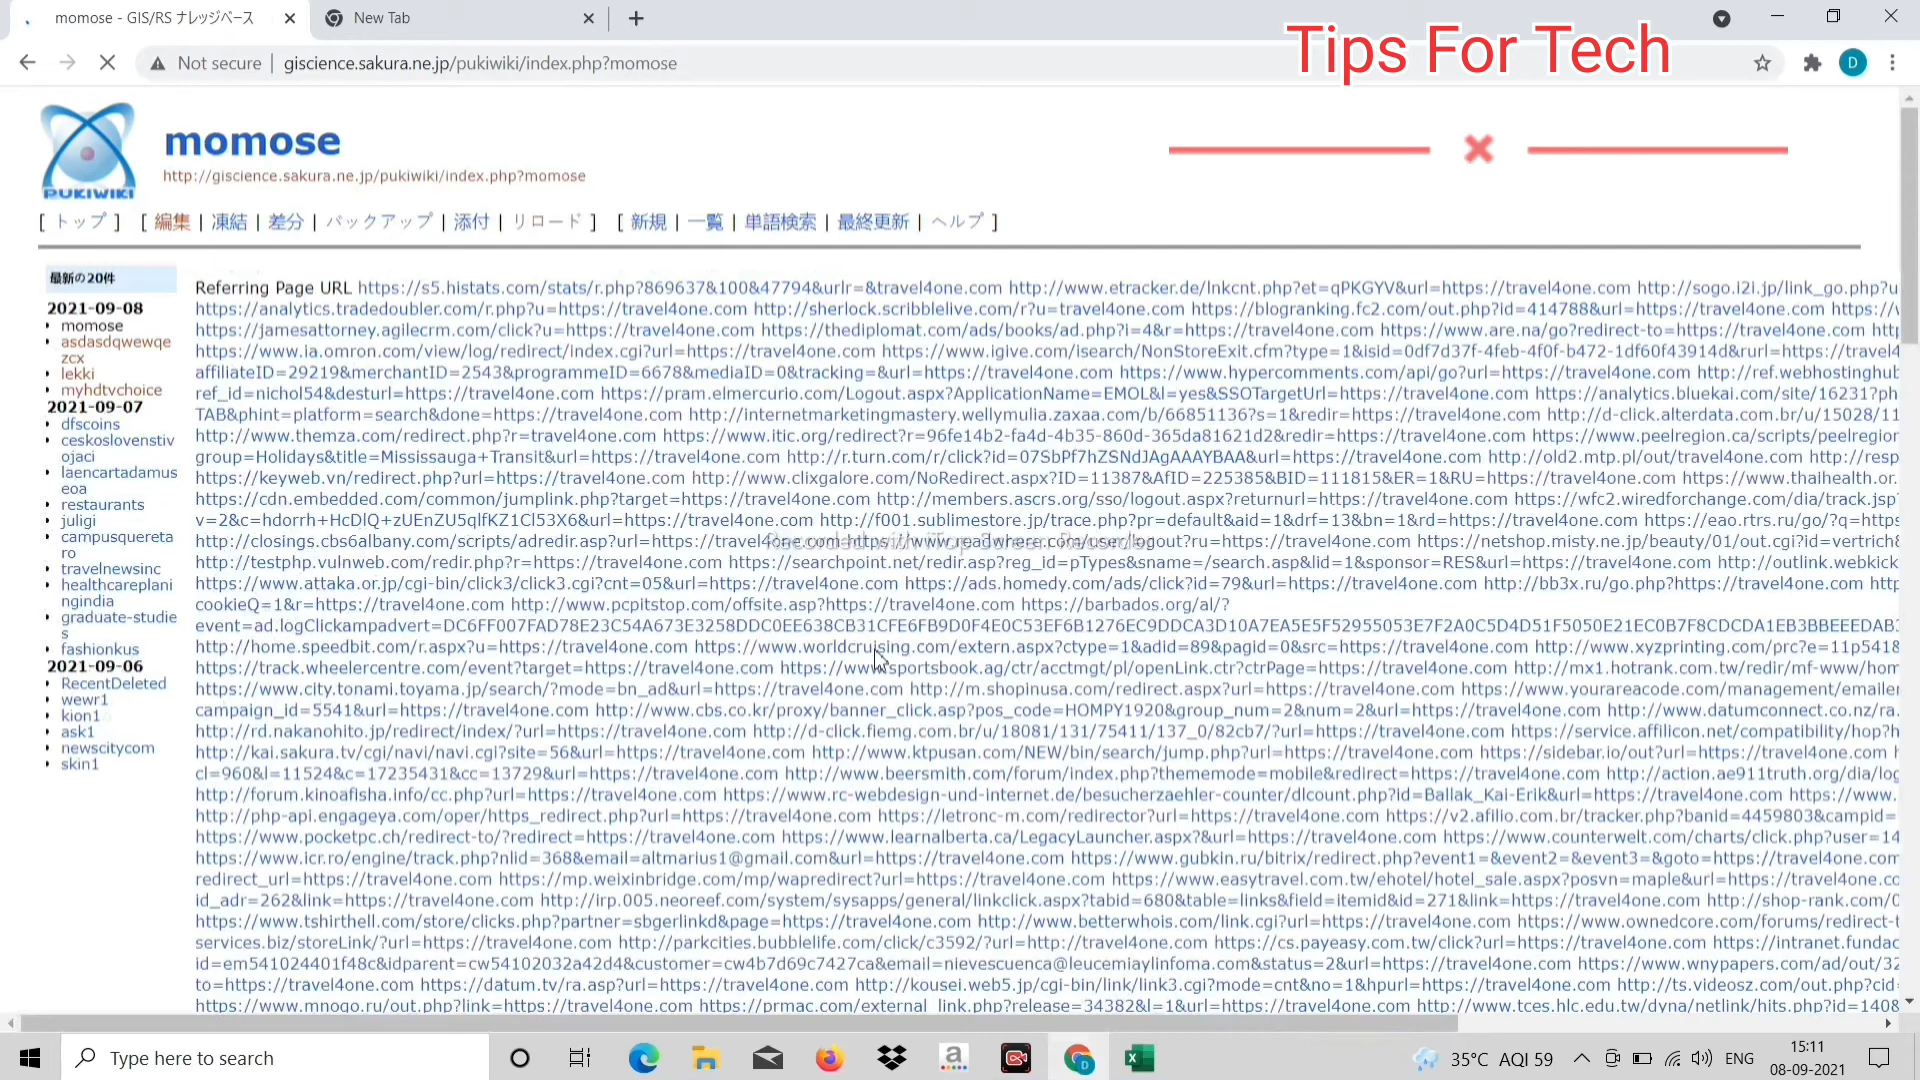 momose - GIS/RS ナレッジベース
New Tab
Tips For Tech
Not secure
giscience.sakura.ne.jp/pukiwiki/index.php?momose
PUKIWIKI
momose
http://giscience.sakura.ne.jp/pukiwiki/index.php?momose
[ トップ ] [ 編集 | 凍結 | 差分 | バックアップ | 添付 | リロード ] [ 新規 | 一覧 | 単語検索 | 最終更新 | ヘルプ ]
最新の20件
2021-09-08
momose
asdasdqwewqe
zcx
lekki
myhdtvchoice
2021-09-07
dfscoins
ceskoslovenstiv
ojaci
laencartadamus
eoa
restaurants
juligi
campusquereta
ro
travelnewsinc
healthcareplani
ngindia
graduate-studie
s
fashionkus
2021-09-06
RecentDeleted
wewr1
kion1
ask1
newscitycom
skin1
Referring Page URL https://s5.histats.com/stats/r.php?869637&100&47794&urlr=&travel4one.com http://www.etracker.de/lnkcnt.php?et=qPKGYV&url=https://travel4one.com http://sogo.i2i.jp/link_go.php?u
https://analytics.tradedoubler.com/r.php?u=https://travel4one.com http://sherlock.scribblelive.com/r?u=travel4one.com https://blogranking.fc2.com/out.php?id=414788&url=https://travel4one.com
https://jamesattorney.agilecrm.com/click?u=https://travel4one.com https://thediplomat.com/ads/books/ad.php?i=4&r=https://travel4one.com https://www.are.na/go?redirect-to=https://travel4one.com
https://www.ia.omron.com/view/log/redirect/index.cgi?url=https://travel4one.com https://www.igive.com/isearch/NonStoreExit.cfm?type=1&isid=0df7d37f-4feb-4f0f-b472-1df60f43914d&rurl=https://travel4
affiliateID=29219&merchantID=2543&programmeID=6678&mediaID=0&tracking=&url=https://travel4one.com https://www.hypercomments.com/api/go?url=https://travel4one.com http://ref.webhostinghub
ref_id=nichol54&desturl=https://travel4one.com https://pram.elmercurio.com/Logout.aspx?ApplicationName=EMOL&l=yes&SSOTargetUrl=https://travel4one.com https://analytics.bluekai.com/site/16231?ph
TAB&phint=platform=search&done=https://travel4one.com http://internetmarketingmastery.wellymulia.zaxaa.com/b/66851136?s=1&redir=https://travel4one.com http://d-click.alterdata.com.br/u/15028/11
http://www.themza.com/redirect.php?r=travel4one.com https://www.itic.org/redirect?r=96fe14b2-fa4d-4b35-860d-365da81621d2&redir=https://travel4one.com https://www.peelregion.ca/scripts/peelregion
group=Holidays&title=Mississauga+Transit&url=https://travel4one.com http://r.turn.com/r/click?id=07SbPf7hZSNdJAgAAAYBAA&url=https://travel4one.com http://old2.mtp.pl/out/travel4one.com http://resp
https://keyweb.vn/redirect.php?url=https://travel4one.com http://www.clixgalore.com/NoRedirect.aspx?ID=11387&AfID=225385&BID=111815&ER=1&RU=https://travel4one.com https://www.thaihealth.or.
https://cdn.embedded.com/common/jumplink.php?target=https://travel4one.com http://members.ascrs.org/sso/logout.aspx?returnurl=https://travel4one.com https://wfc2.wiredforchange.com/dia/track.jsp?
v=2&c=hdorrh+HcDlQ+zUEnZU5qlfKZ1Cl53X6&url=https://travel4one.com http://f001.sublimestore.jp/trace.php?pr=default&aid=1&drf=13&bn=1&rd=https://travel4one.com https://eao.rtrs.ru/go/?q=https
http://closings.cbs6albany.com/scripts/adredir.asp?url=https://travel4one.com https://www.roadwarrier.com/user/logout?ru=https://travel4one.com https://netshop.misty.ne.jp/beauty/01/out.cgi?id=vertrich&
Recorded with iTop Screen Recorder
http://testphp.vulnweb.com/redir.php?r=https://travel4one.com https://searchpoint.net/redir.asp?reg_id=pTypes&sname=/search.asp&lid=1&sponsor=RES&url=https://travel4one.com http://outlink.webkick
https://www.attaka.or.jp/cgi-bin/click3/click3.cgi?cnt=05&url=https://travel4one.com https://ads.homedy.com/ads/click?id=79&url=https://travel4one.com http://bb3x.ru/go.php?https://travel4one.com http
cookieQ=1&r=https://travel4one.com http://www.pcpitstop.com/offsite.asp?https://travel4one.com https://barbados.org/al/?
event=ad.logClickampadvert=DC6FF007FAD78E23C54A673E3258DDC0EE638CB31CFE6FB9D0F4E0C53EF6B1276EC9DDCA3D10A7EA5E5F52955053E7F2A0C5D4D51F5050E21EC0B7F8CDCDA1EB3BBEEEDAB3
http://home.speedbit.com/r.aspx?u=https://travel4one.com https://www.worldcruising.com/extern.aspx?ctype=1&adid=89&pagid=0&src=https://travel4one.com http://www.xyzprinting.com/prc?e=11p5418
https://track.wheelercentre.com/event?target=https://travel4one.com https://www.sportsbook.ag/ctr/acctmgt/pl/openLink.ctr?ctrPage=https://travel4one.com http://mx1.hotrank.com.tw/redir/mf-www/hom
https://www.city.tonami.toyama.jp/search/?mode=bn_ad&url=https://travel4one.com http://m.shopinusa.com/redirect.aspx?url=https://travel4one.com https://www.yourareacode.com/management/emailer
campaign_id=5541&url=https://travel4one.com http://www.cbs.co.kr/proxy/banner_click.asp?pos_code=HOMPY1920&group_num=2&num=2&url=https://travel4one.com http://www.datumconnect.co.nz/ra.
http://rd.nakanohito.jp/redirect/index/?url=https://travel4one.com http://d-click.fiemg.com.br/u/18081/131/75411/137_0/82cb7/?url=https://travel4one.com https://service.affilicon.net/compatibility/hop?h
http://kai.sakura.tv/cgi/navi/navi.cgi?site=56&url=https://travel4one.com http://www.ktpusan.com/NEW/bin/search/jump.php?url=https://travel4one.com https://sidebar.io/out?url=https://travel4one.com
cl=960&l=11524&c=17235431&cc=13729&url=https://travel4one.com http://www.beersmith.com/forum/index.php?thememode=mobile&redirect=https://travel4one.com http://action.ae911truth.org/dia/log
http://forum.kinoafisha.info/cc.php?url=https://travel4one.com https://www.rc-webdesign-und-internet.de/besucherzaehler-counter/dlcount.php?id=Ballak_Kai-Erik&url=https://travel4one.com https://www.
http://php-api.engageya.com/oper/https_redirect.php?url=https://travel4one.com https://letronc-m.com/redirector?url=https://travel4one.com https://v2.afilio.com.br/tracker.php?banid=4459803&campid=
https://www.pocketpc.ch/redirect-to/?redirect=https://travel4one.com https://www.learnalberta.ca/LegacyLauncher.aspx?&url=https://travel4one.com https://www.counterwelt.com/charts/click.php?user=14
https://www.icr.ro/engine/track.php?nlid=368&email=altmarius1@gmail.com&url=https://travel4one.com https://www.gubkin.ru/bitrix/redirect.php?event1=&event2=&event3=&goto=https://travel4one.com
redirect_url=https://travel4one.com https://mp.weixinbridge.com/mp/wapredirect?url=https://travel4one.com https://www.easytravel.com.tw/ehotel/hotel_sale.aspx?posvn=maple&url=https://travel4one.co
id_adr=262&link=https://travel4one.com http://irp.005.neoreef.com/system/sysapps/general/linkclick.aspx?tabid=680&table=links&field=itemid&id=271&link=https://travel4one.com http://shop-rank.com/0
https://www.tshirthell.com/store/clicks.php?partner=sbgerlinkd&page=https://travel4one.com http://www.betterwhois.com/link.cgi?url=https://travel4one.com https://www.ownedcore.com/forums/redirect-t
services.biz/storeLink/?url=https://travel4one.com http://parkcities.bubblelife.com/click/c3592/?url=http://travel4one.com https://cs.payeasy.com.tw/click?url=https://travel4one.com https://intranet.fundac
id=em541024401f48c&idparent=cw54102032a42d4&customer=cw4b7d69c7427ca&email=nievescuenca@leucemiaylinfoma.com&status=2&url=https://travel4one.com https://www.wnypapers.com/ad/out/32
to=https://travel4one.com https://datum.tv/ra.asp?url=https://travel4one.com http://kousei.web5.jp/cgi-bin/link/link3.cgi?mode=cnt&no=1&hpurl=https://travel4one.com http://ts.videosz.com/out.php?cid=
https://www.mnogo.ru/out.php?link=https://travel4one.com https://prmac.com/external_link.php?release=34382&l=1&url=https://travel4one.com http://www.tces.hlc.edu.tw/dyna/netlink/hits.php?id=140&
Type here to search
35°C AQI 59
ENG
15:11
08-09-2021